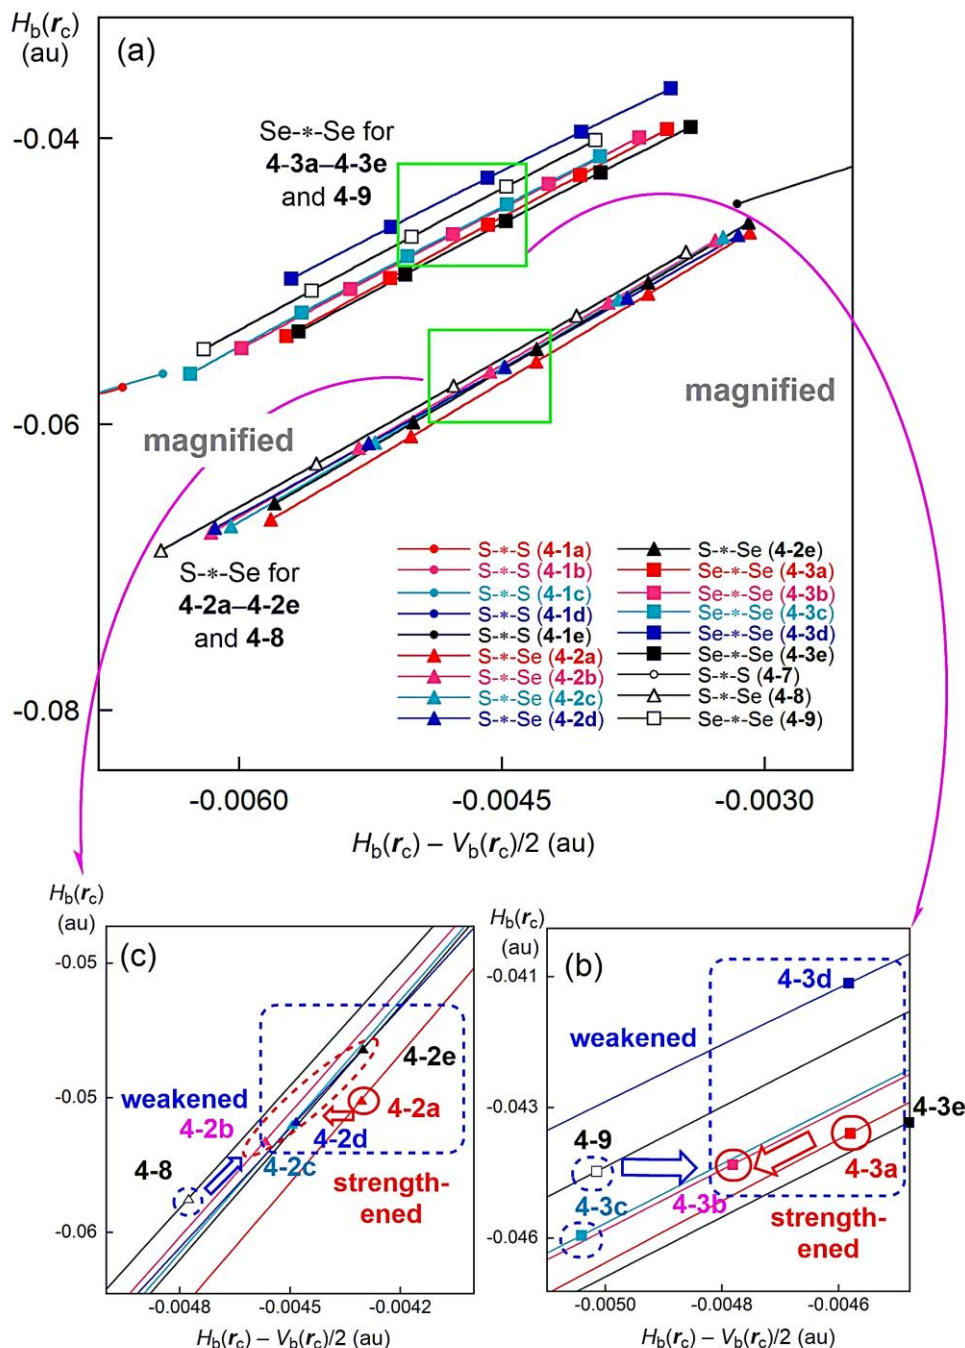 Hb(rc)
(au)
(a)
Se-*-Se for
4-3a–4-3e
and 4-9
-0.04
-0.06
-0.08
magnified
magnified
S-*-Se for
4-2a–4-2e
and 4-8
S-*-S (4-1a)
S-*-S (4-1b)
S-*-S (4-1c)
S-*-S (4-1d)
S-*-S (4-1e)
S-*-Se (4-2a)
S-*-Se (4-2b)
S-*-Se (4-2c)
S-*-Se (4-2d)
S-*-Se (4-2e)
Se-*-Se (4-3a)
Se-*-Se (4-3b)
Se-*-Se (4-3c)
Se-*-Se (4-3d)
Se-*-Se (4-3e)
S-*-S (4-7)
S-*-Se (4-8)
Se-*-Se (4-9)
-0.0060 -0.0045 -0.0030
Hb(rc) – Vb(rc)/2 (au)
Hb(rc)
(au)
(c)
-0.05
-0.05
-0.06
4-2e
weakened
4-2a
4-2b
4-2d
4-2c
4-8
strength-
ened
-0.0048 -0.0045 -0.0042
Hb(rc) – Vb(rc)/2 (au)
Hb(rc)
(au)
(b)
-0.041
-0.043
-0.046
4-3d
weakened
4-3e
4-9
4-3a
4-3c
4-3b
strength-
ened
-0.0050 -0.0048 -0.0046
Hb(rc) – Vb(rc)/2 (au)